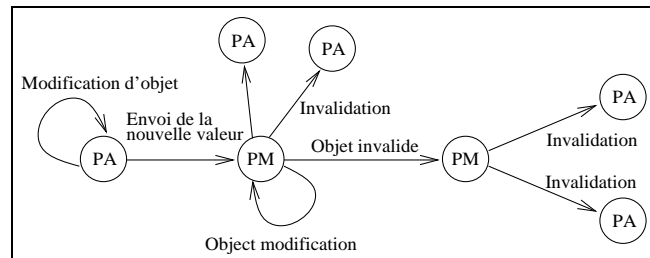 PA
PA
Modification d'objet
PA
Envoi de la
nouvelle valeur
Invalidation
PA
PM
Objet invalide
PM
Invalidation
Invalidation
Object modification
PA